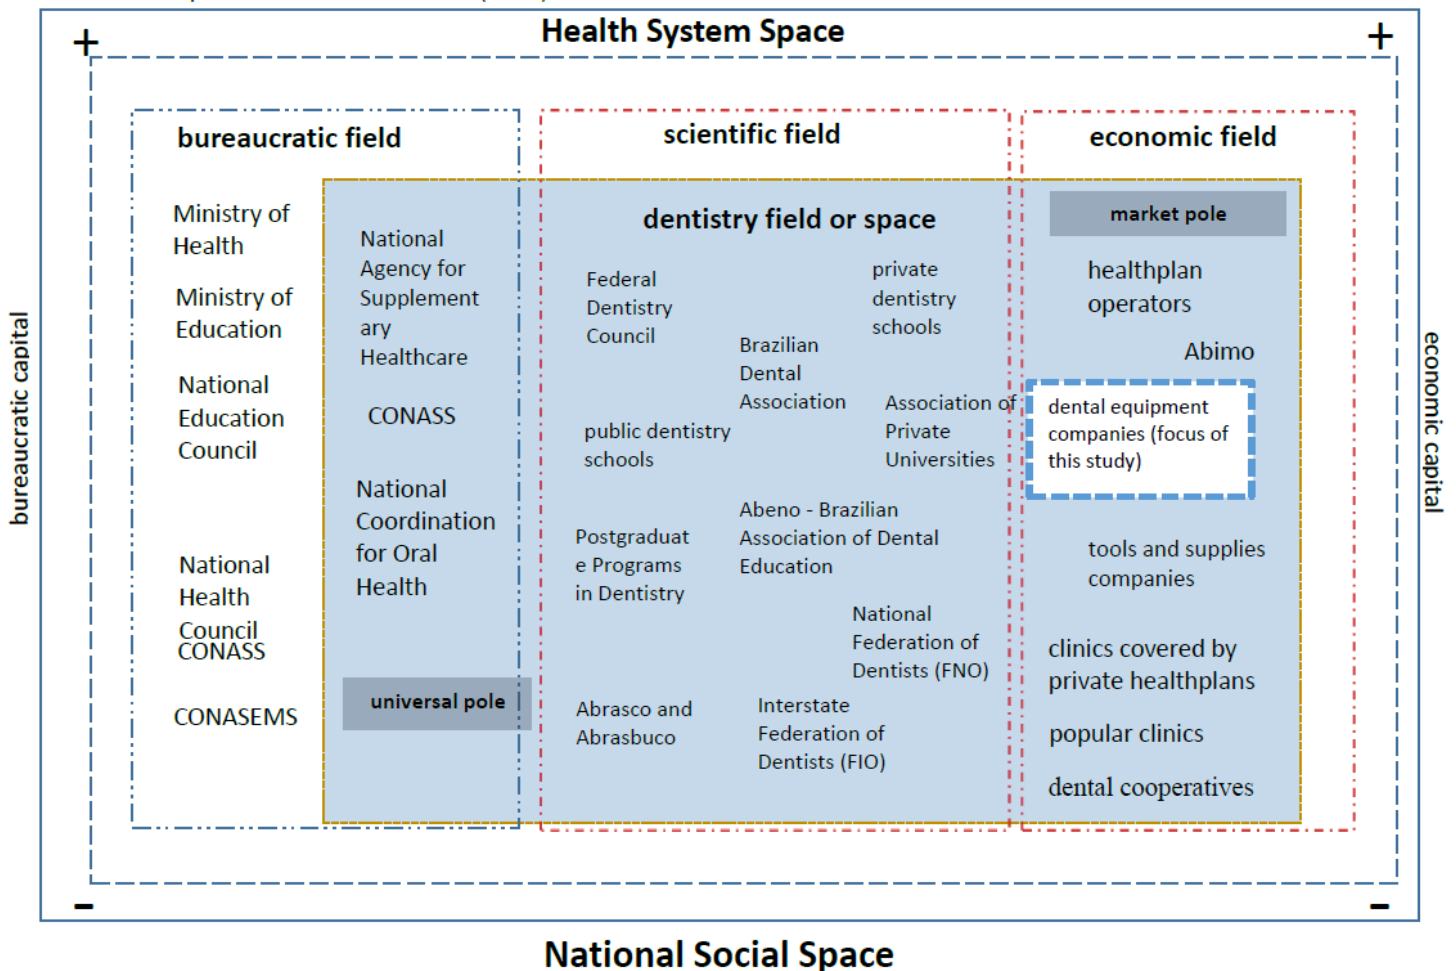 Health System Space
+
+
bureaucratic field
scientific field
economic field
bureaucratic capital
economic capital
Ministry of
Health
Ministry of
Education
National
Education
Council
National
Health
Council
CONASS
CONASEMS
National
Agency for
Supplement
ary
Healthcare
CONASS
National
Coordination
for Oral
Health
universal pole
dentistry field or space
Federal
Dentistry
Council
private
dentistry
schools
Brazilian
Dental
Association
public dentistry
schools
Association of
Private
Universities
Postgraduat
e Programs
in Dentistry
Abeno - Brazilian
Association of Dental
Education
National
Federation of
Dentists (FNO)
Abrasco and
Abrasbuco
Interstate
Federation of
Dentists (FIO)
market pole
healthplan
operators
Abimo
dental equipment
companies (focus of
this study)
tools and supplies
companies
clinics covered by
private healthplans
popular clinics
dental cooperatives
-
-
National Social Space